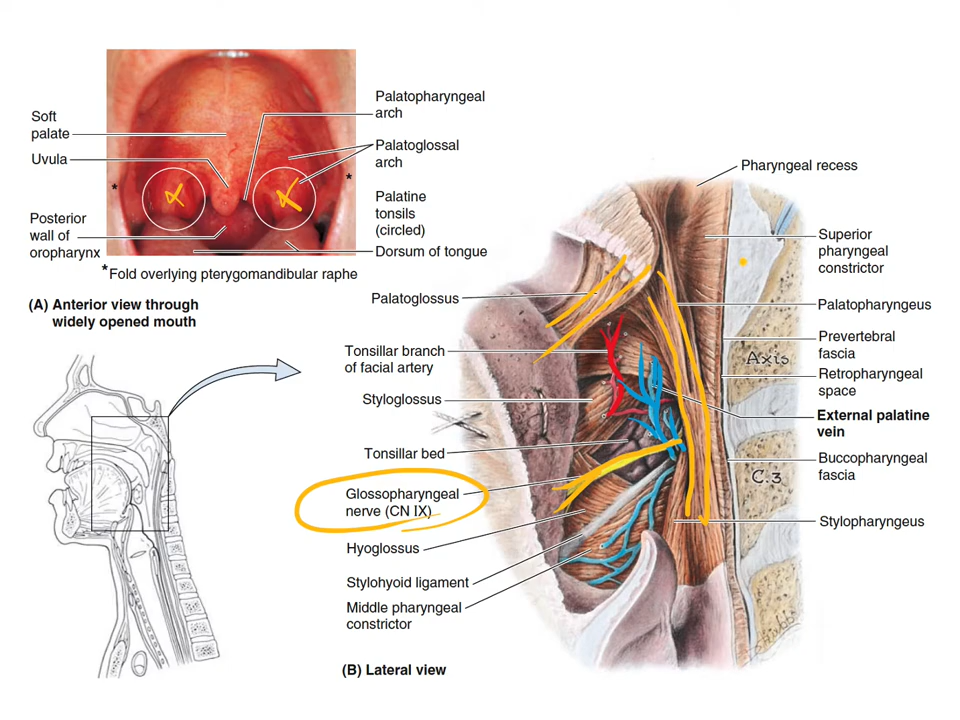 Soft
palate
Uvula
Posterior
wall of
oropharynx
Palatopharyngeal
arch
Palatoglossal
arch
Palatine
tonsils
(circled)
Dorsum of tongue
*
*
*Fold overlying pterygomandibular raphe
(A) Anterior view through
widely opened mouth
Palatoglossus
Tonsillar branch
of facial artery
Styloglossus
Tonsillar bed
Glossopharyngeal
nerve (CN IX)
Hyoglossus
Stylohyoid ligament
Middle pharyngeal
constrictor
Pharyngeal recess
Superior
pharyngeal
constrictor
Palatopharyngeus
Prevertebral
fascia
Retropharyngeal
space
External palatine
vein
Buccopharyngeal
fascia
Stylopharyngeus
Axis
C.3
(B) Lateral view